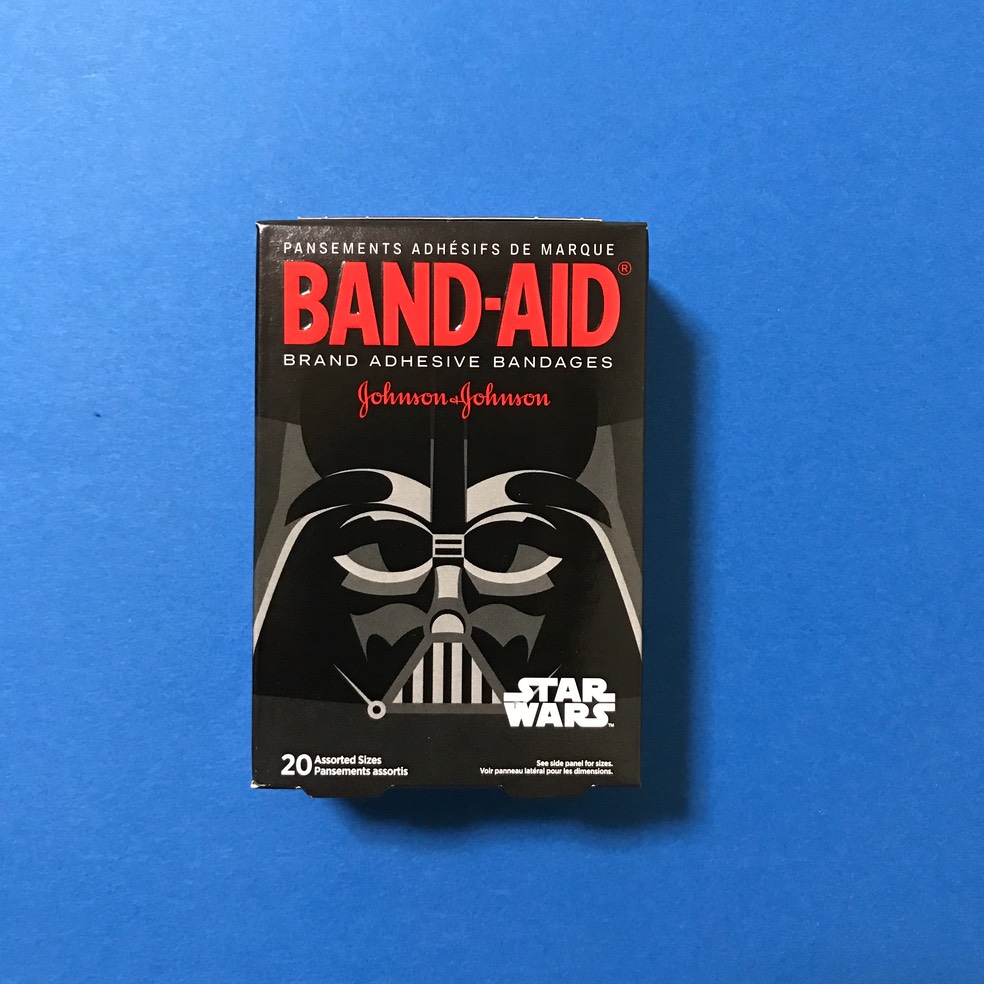 PANSEMENTS ADHÉSIFS DE MARQUE
BAND-AID®
BRAND ADHESIVE BANDAGES
Johnson & Johnson
STAR
WARS™
20 Assorted Sizes
Pansements assortis
See side panel for sizes.
Voir panneau latéral pour les dimensions.